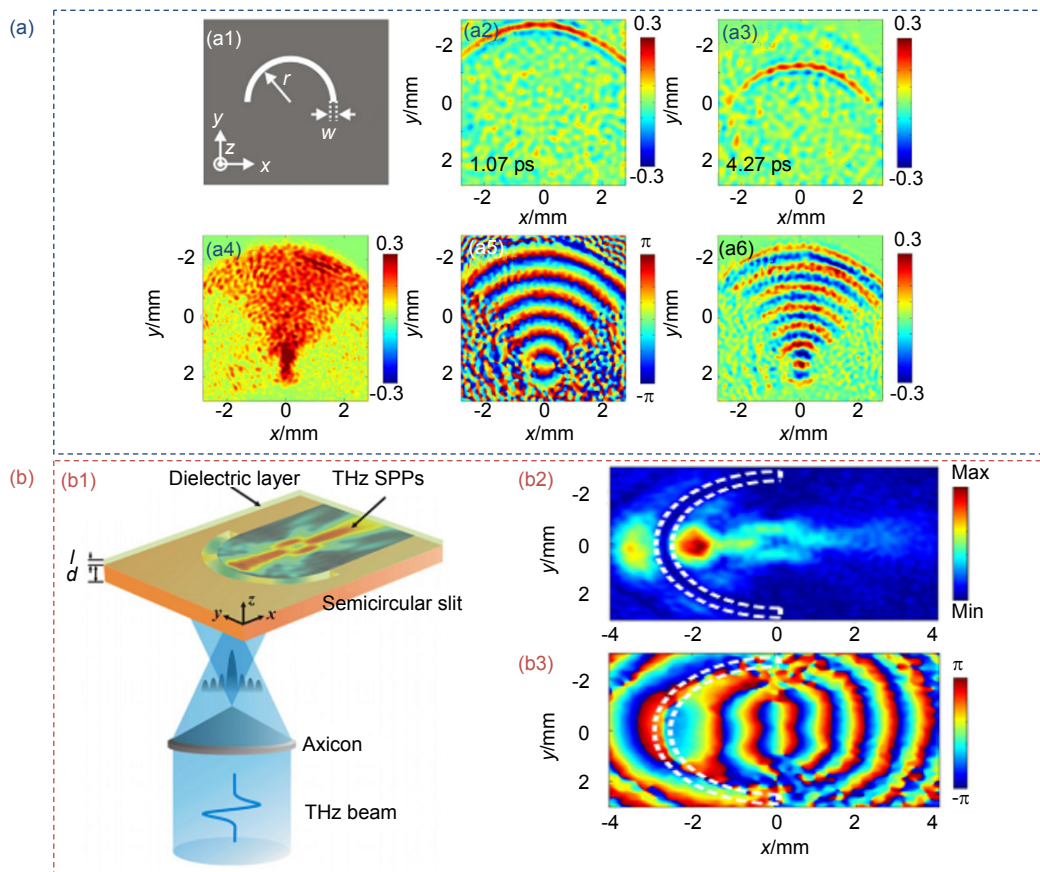 (a)
(a1)
r
w
y
z
x
(a2)
1.07 ps
-2
0
2
y/mm
-2 0 2
x/mm
0.3
-0.3
(a3)
4.27 ps
-2
0
2
y/mm
-2 0 2
x/mm
0.3
-0.3
(a4)
-2
0
2
y/mm
-2 0 2
x/mm
0.3
-0.3
(a5)
-2
0
2
y/mm
-2 0 2
x/mm
π
-π
(a6)
-2
0
2
y/mm
-2 0 2
x/mm
0.3
-0.3
(b)
(b1)
Dielectric layer
THz SPPs
l
d
z
y
x
Semicircular slit
Axicon
THz beam
(b2)
-2
0
2
y/mm
-4 -2 0 2 4
Max
Min
(b3)
-2
0
2
y/mm
-4 -2 0 2 4
x/mm
π
-π